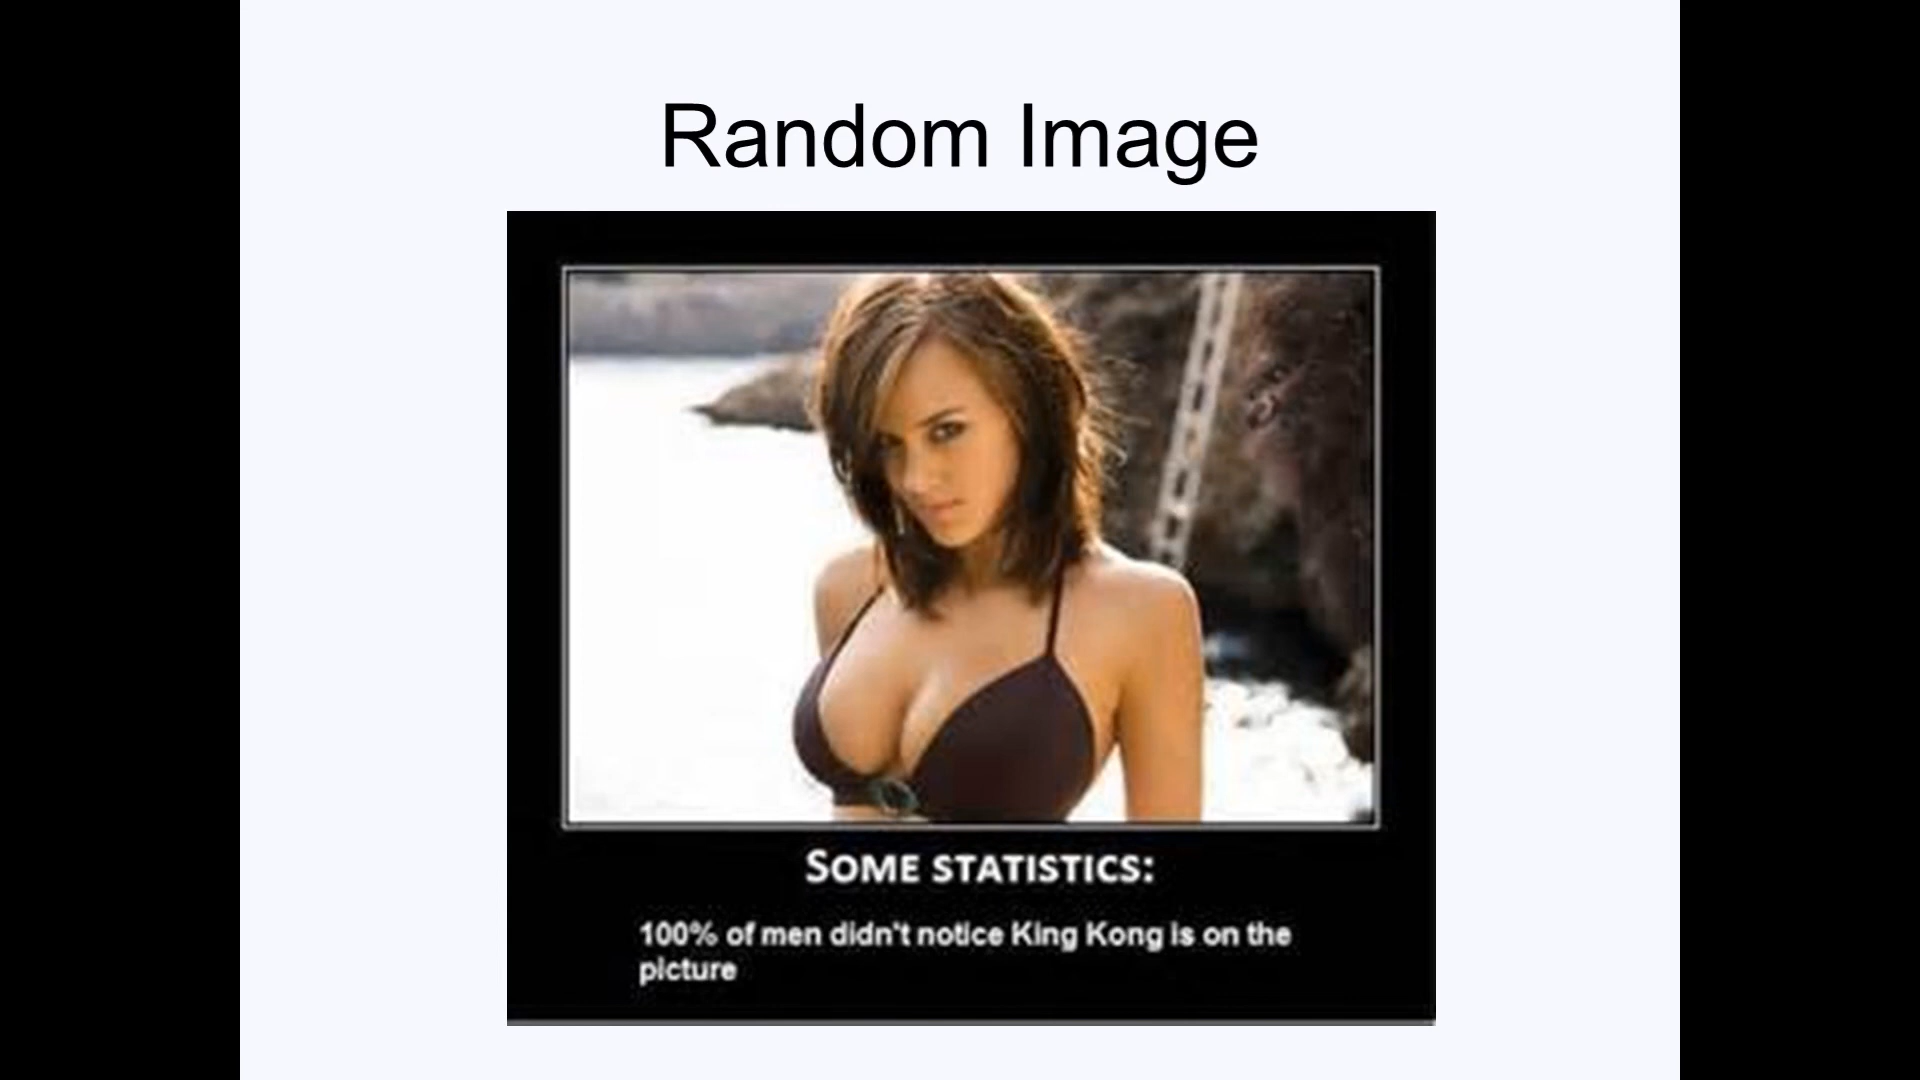 Random Image
SOME STATISTICS:
100% of men didn't notice King Kong is on the
picture